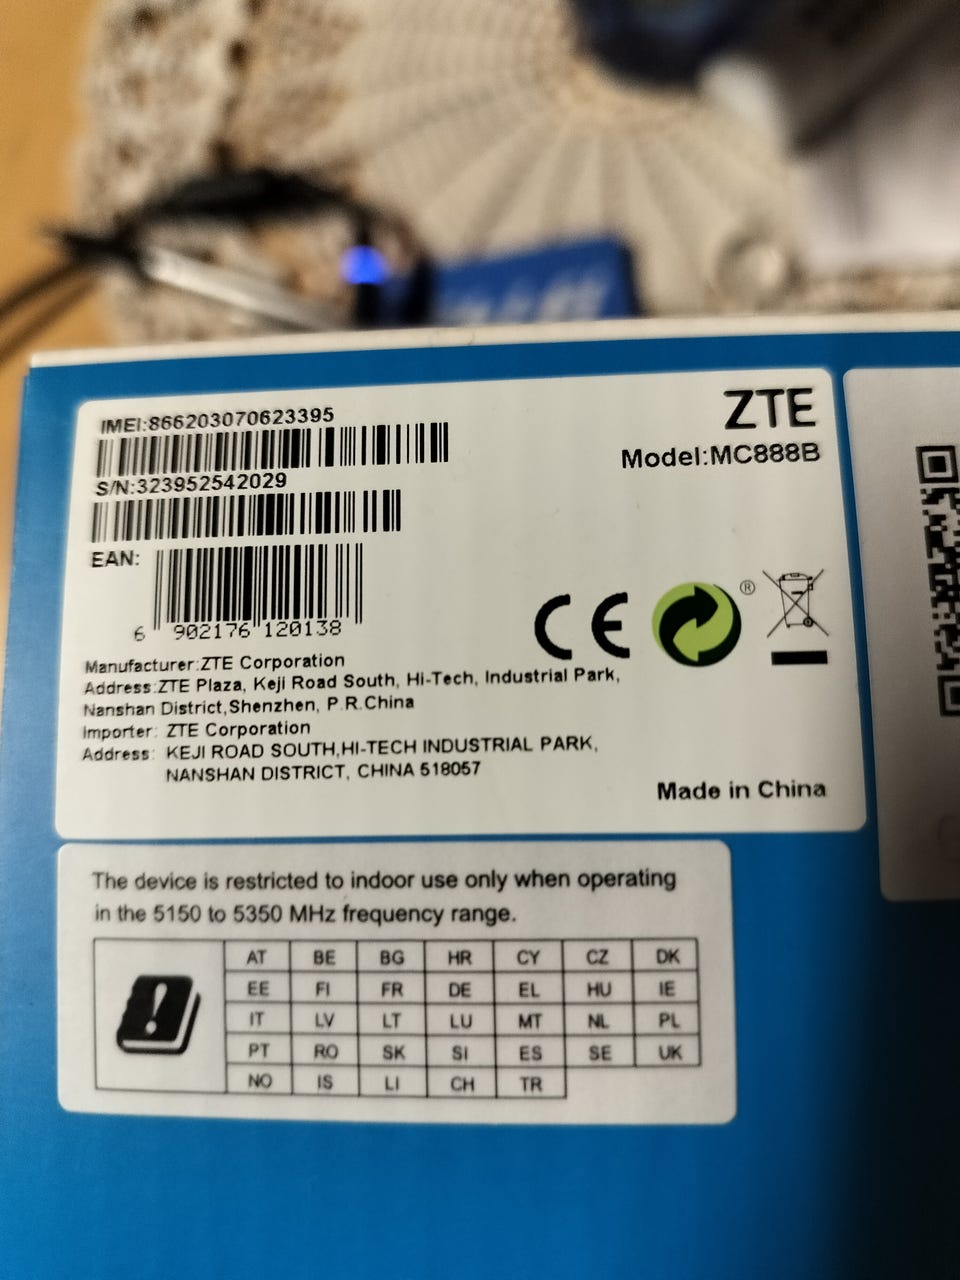 IMEI:866203070623395
ZTE
Model:MC888B
S/N:323952542029
EAN:
6 902176 120138
CE
®
Manufacturer:ZTE Corporation
Address:ZTE Plaza, Keji Road South, Hi-Tech, Industrial Park,
Nanshan District,Shenzhen, P.R.China
Importer: ZTE Corporation
Address: KEJI ROAD SOUTH,HI-TECH INDUSTRIAL PARK,
NANSHAN DISTRICT, CHINA 518057
Made in China
The device is restricted to indoor use only when operating
in the 5150 to 5350 MHz frequency range.
AT BE BG HR CY CZ DK
EE FI FR DE EL HU IE
IT LV LT LU MT NL PL
PT RO SK SI ES SE UK
NO IS LI CH TR